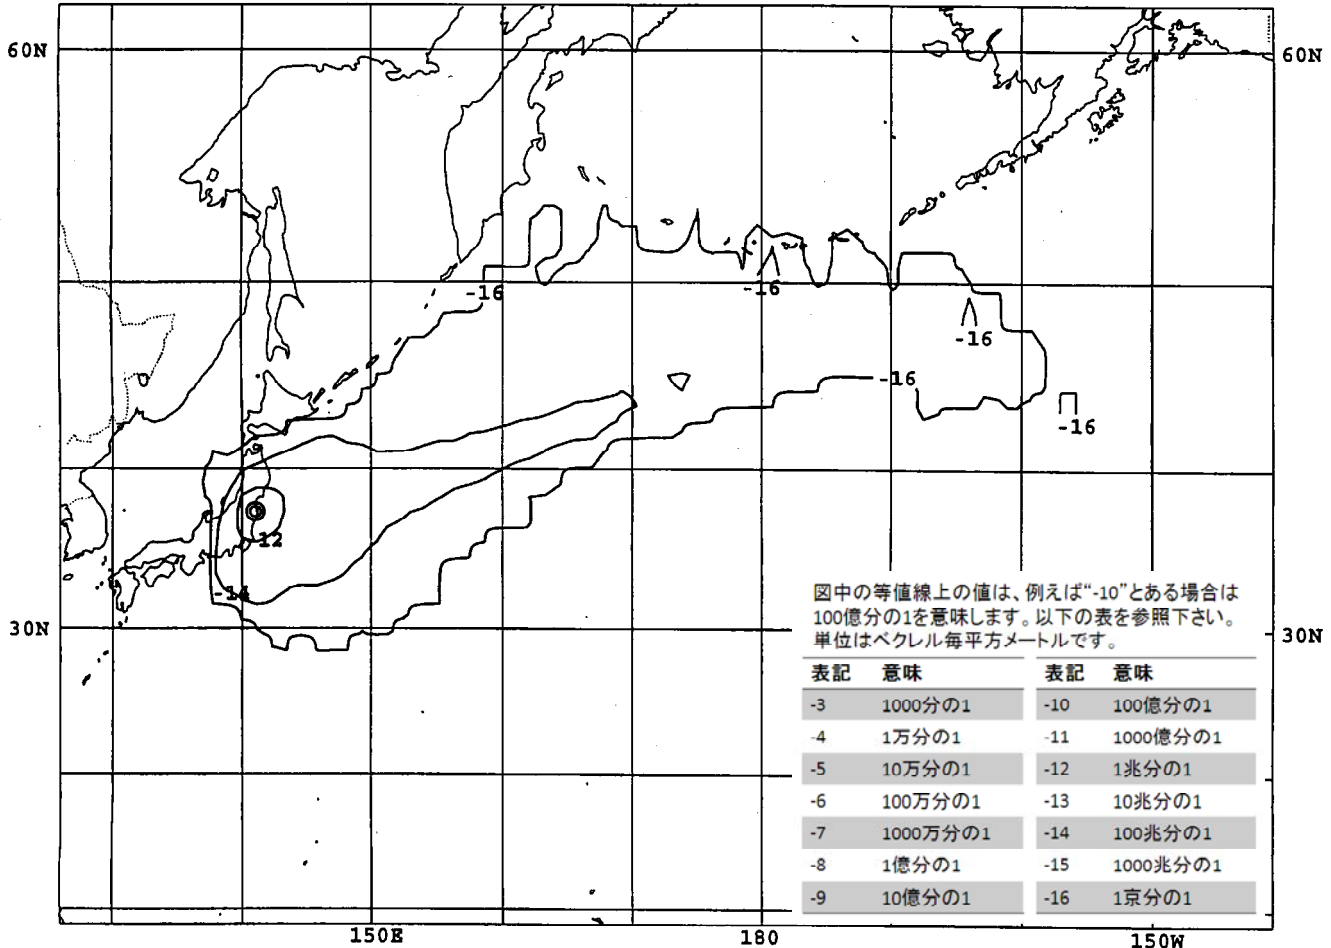 60N
60N
-16
-16
-16
-16
-16
12
-14
図中の等値線上の値は、例えば“-10”とある場合は
100億分の1を意味します。以下の表を参照下さい。
単位はベクレル毎平方メートルです。
30N
30N
表記 意味 表記 意味
-3 1000分の1 -10 100億分の1
-4 1万分の1 -11 1000億分の1
-5 10万分の1 -12 1兆分の1
-6 100万分の1 -13 10兆分の1
-7 1000万分の1 -14 100兆分の1
-8 1億分の1 -15 1000兆分の1
-9 10億分の1 -16 1京分の1
150E
180
150W